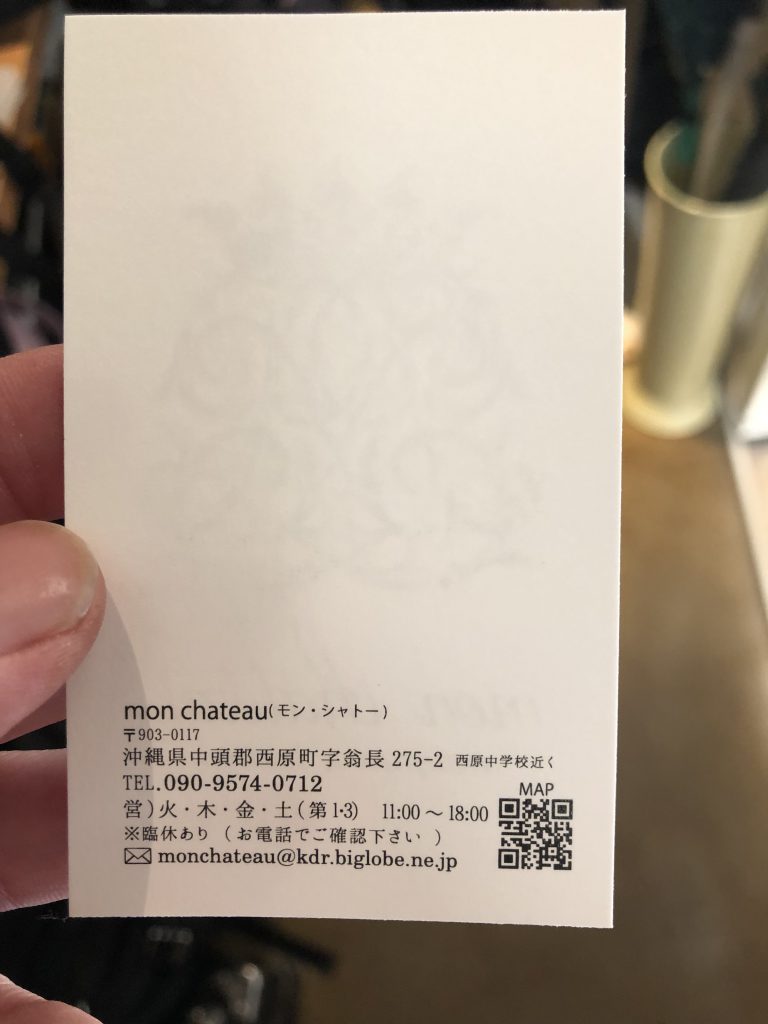 mon chateau(モン・シャトー)
〒903-0117
沖縄県中頭郡西原町字翁長 275-2 西原中学校近く
TEL.090-9574-0712
MAP
営)火・木・金・土(第1·3) 11:00～18:00
※臨休あり (お電話でご確認下さい )
monchateau@kdr.biglobe.ne.jp